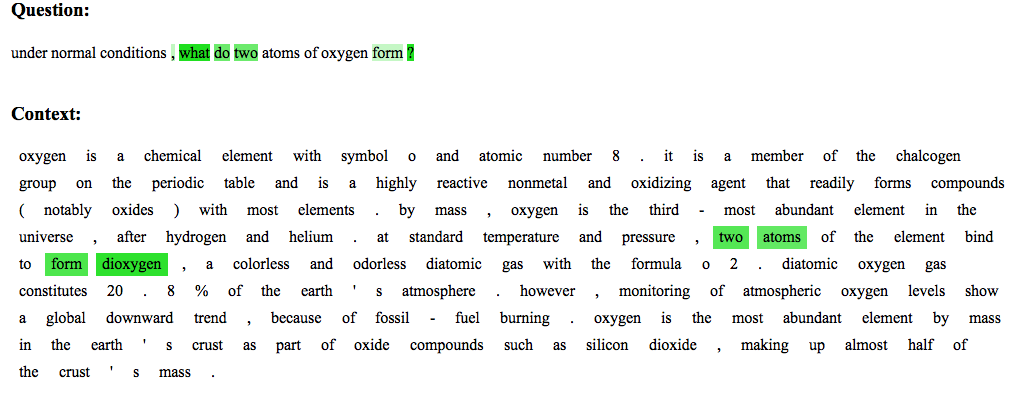 Question:
under normal conditions , what do two atoms of oxygen form ?
Context:
oxygen is a chemical element with symbol o and atomic number 8 . it is a member of the chalcogen
group on the periodic table and is a highly reactive nonmetal and oxidizing agent that readily forms compounds
( notably oxides ) with most elements . by mass , oxygen is the third - most abundant element in the
universe , after hydrogen and helium . at standard temperature and pressure , two atoms of the element bind
to form dioxygen , a colorless and odorless diatomic gas with the formula o 2 . diatomic oxygen gas
constitutes 20 . 8 % of the earth ' s atmosphere . however , monitoring of atmospheric oxygen levels show
a global downward trend , because of fossil - fuel burning . oxygen is the most abundant element by mass
in the earth ' s crust as part of oxide compounds such as silicon dioxide , making up almost half of
the crust ' s mass .